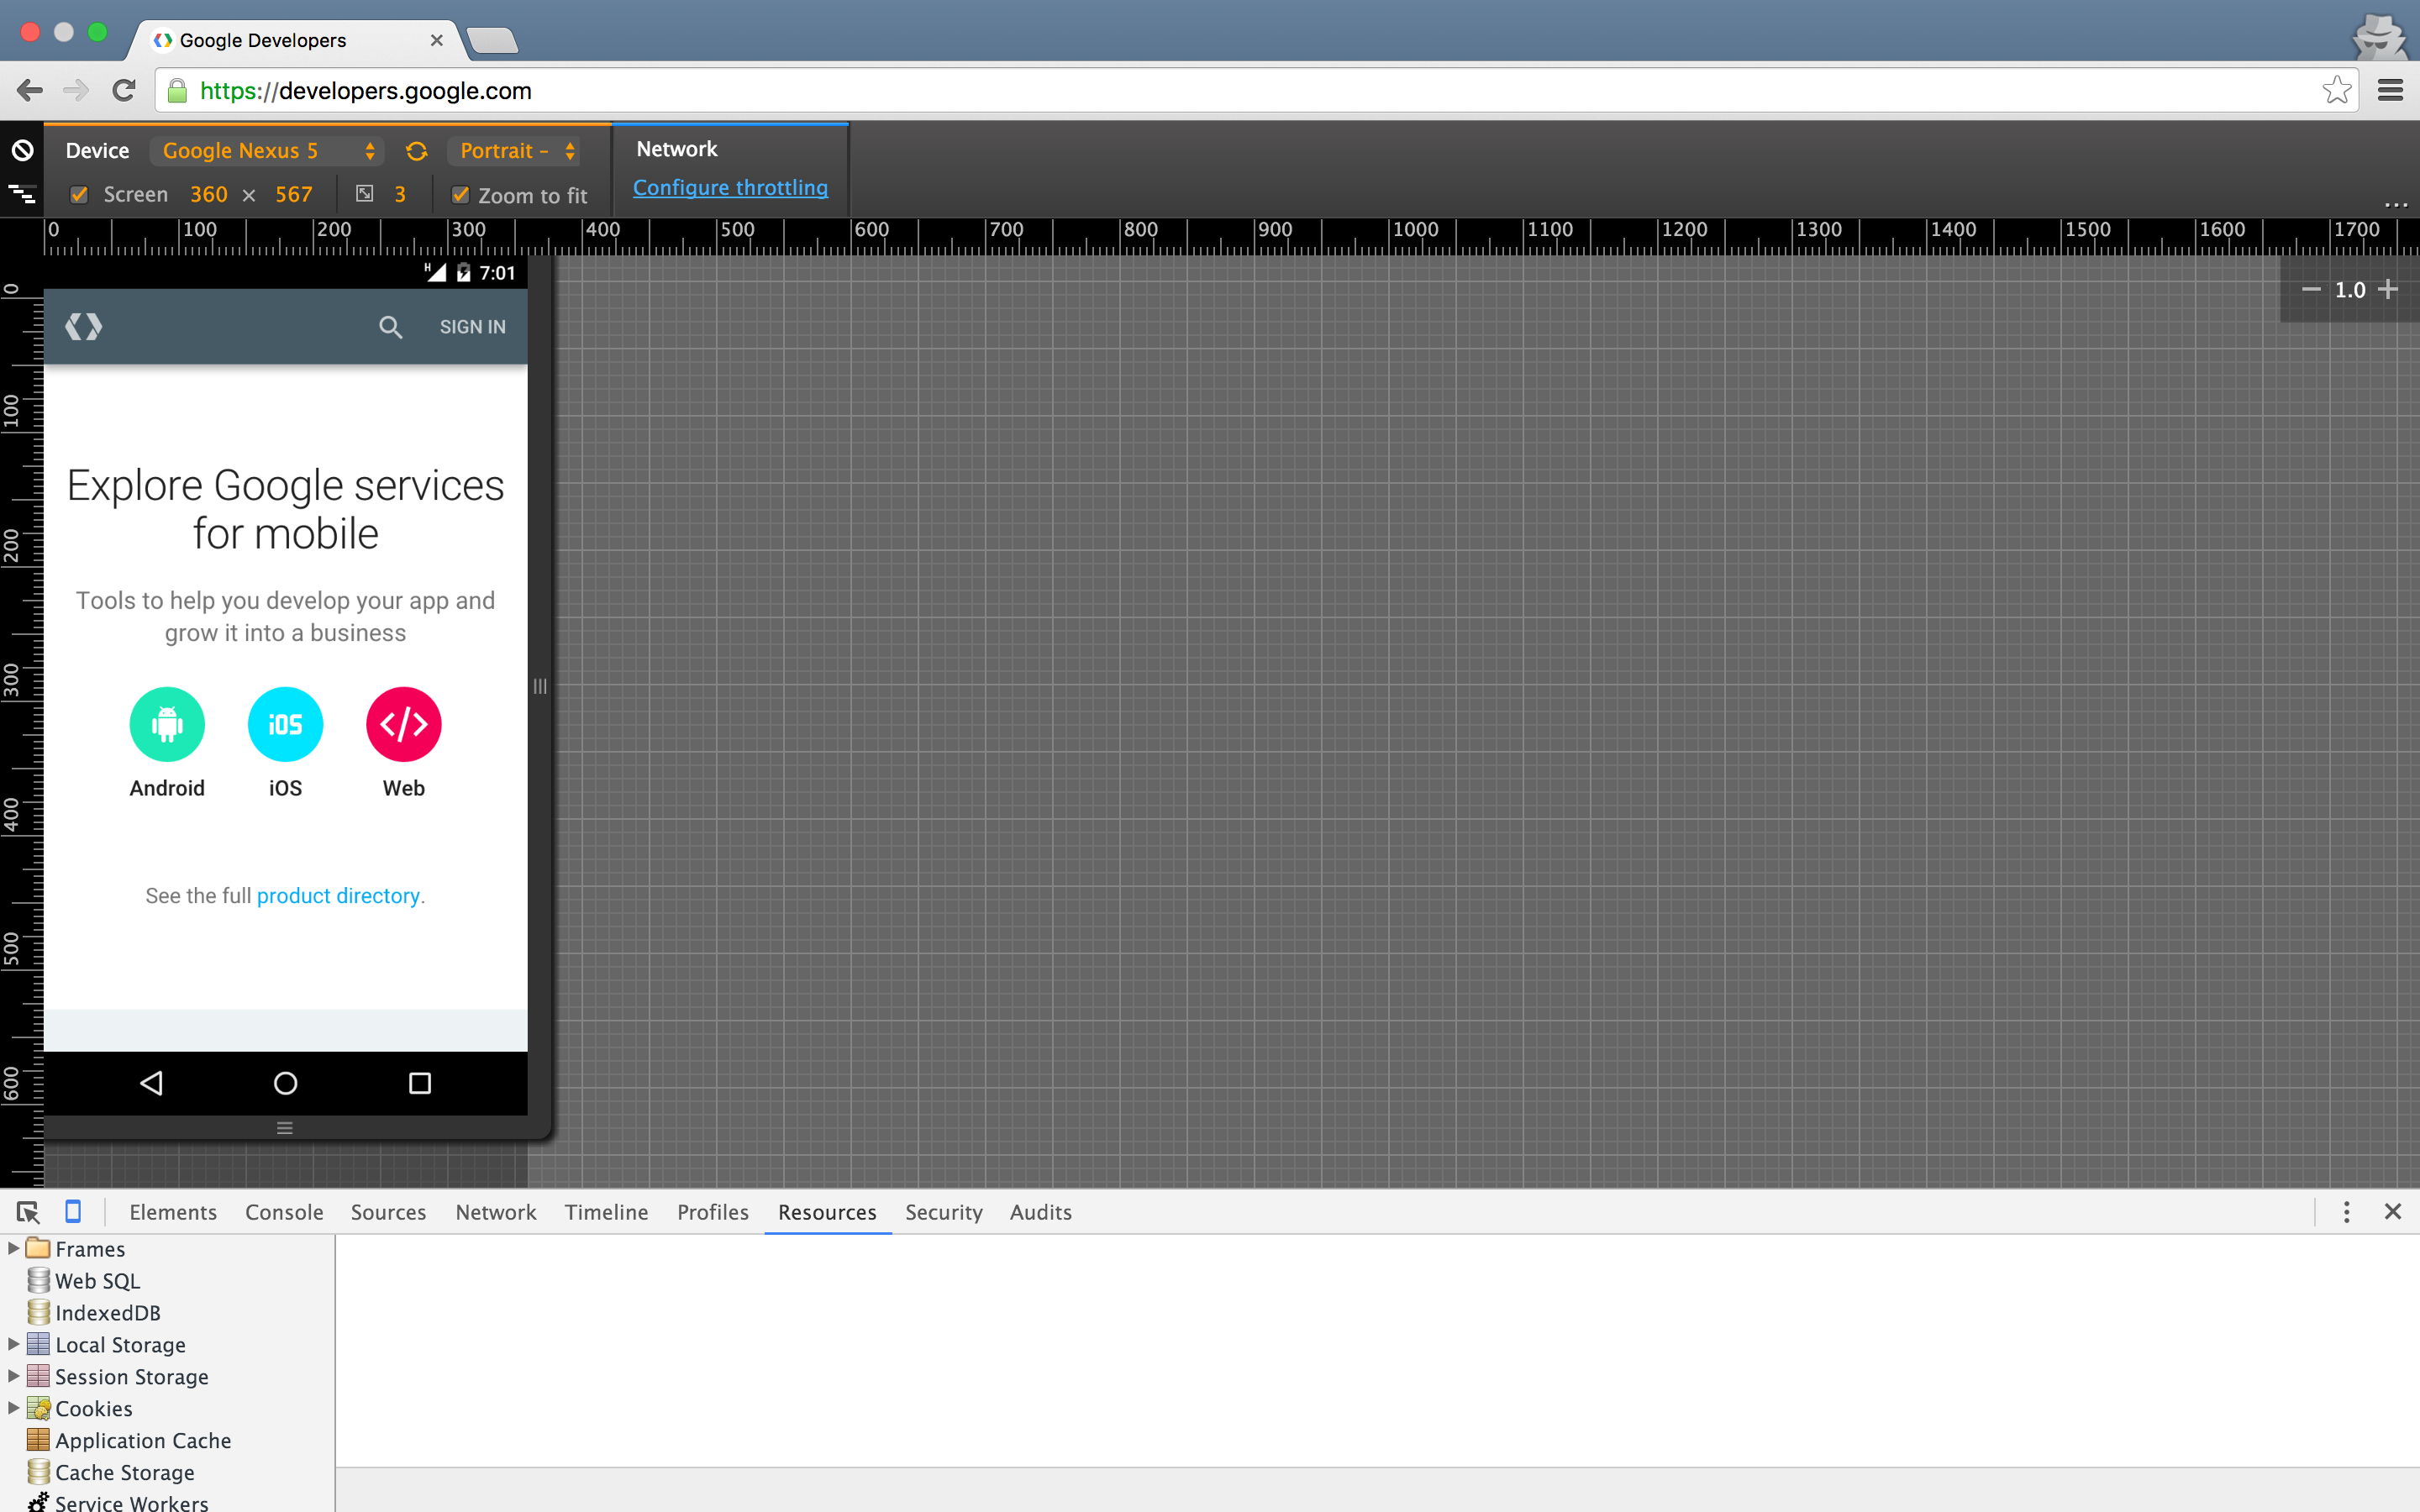 Google Developers
https://developers.google.com
Device Google Nexus 5 Portrait – Network
Screen 360 × 567 3 Zoom to fit Configure throttling
...
0 100 200 300 400 500 600 700 800 900 1000 1100 1200 1300 1400 1500 1600 1700
0
100
200
300
400
500
600
H 7:01
− 1.0 +
SIGN IN
Explore Google services
for mobile
Tools to help you develop your app and
grow it into a business
iOS </>
Android iOS Web
See the full product directory.
Elements Console Sources Network Timeline Profiles Resources Security Audits
Frames
Web SQL
IndexedDB
Local Storage
Session Storage
Cookies
Application Cache
Cache Storage
Service Workers